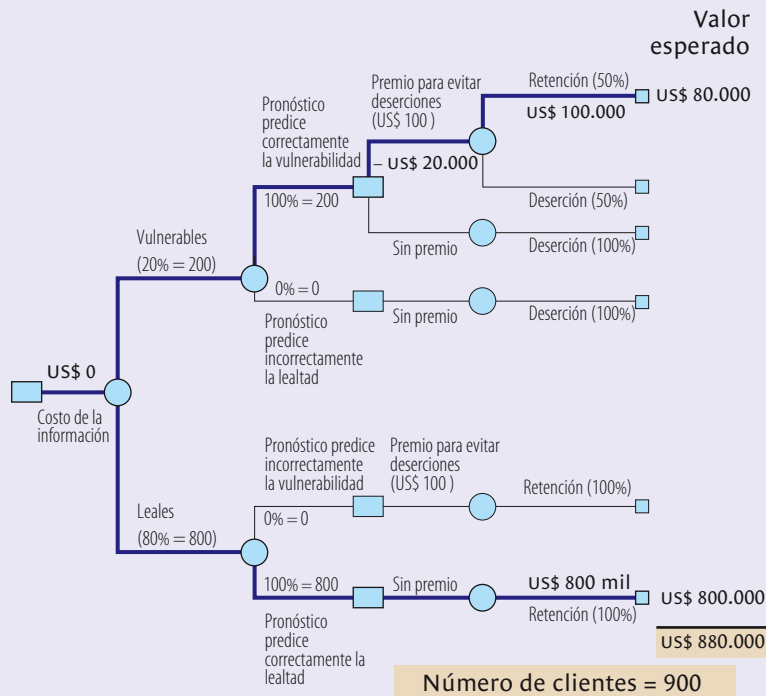 Valor
esperado
Retención (50%)
US$ 100.000
US$ 80.000
Premio para evitar
deserciones
(US$ 100 )
– US$ 20.000
Pronóstico
predice
correctamente
la vulnerabilidad
100% = 200
Deserción (50%)
Sin premio
Deserción (100%)
Vulnerables
(20% = 200)
0% = 0
Pronóstico
predice
incorrectamente
la lealtad
Sin premio
Deserción (100%)
US$ 0
Costo de la
información
Pronóstico predice
incorrectamente
la vulnerabilidad
0% = 0
Premio para evitar
deserciones
(US$ 100 )
Retención (100%)
Leales
(80% = 800)
100% = 800
Pronóstico
predice
correctamente la
lealtad
Sin premio
US$ 800 mil
Retención (100%)
US$ 800.000
US$ 880.000
Número de clientes = 900